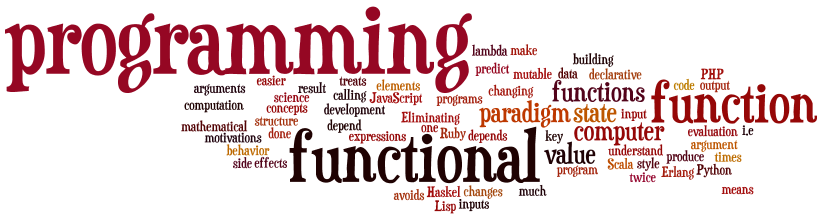 programming
lambda make
building
predict mutable data declarative
PHP
arguments easier result treats elements changing functions code output
computation science calling JavaScript programs function
concepts development paradigm state input
mathematical structure depend Eliminating
motivations done expressions one Ruby depends key computer evaluation i.e
behavior functional value understand argument
side effects program Scala style produce times
twice Erlang Python
avoids Haskel changes much means
Lisp inputs